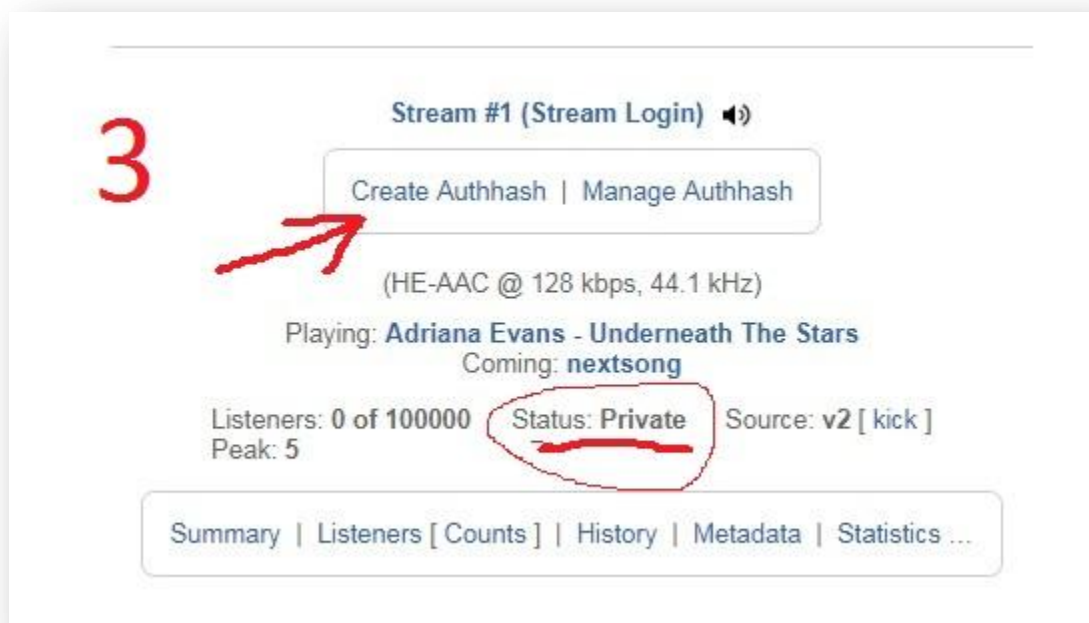 3
Stream #1 (Stream Login)
Create Authhash | Manage Authhash
(HE-AAC @ 128 kbps, 44.1 kHz)
Playing: Adriana Evans - Underneath The Stars
Coming: nextsong
Listeners: 0 of 100000 Status: Private Source: v2 [ kick ]
Peak: 5
Summary | Listeners [ Counts ] | History | Metadata | Statistics ...